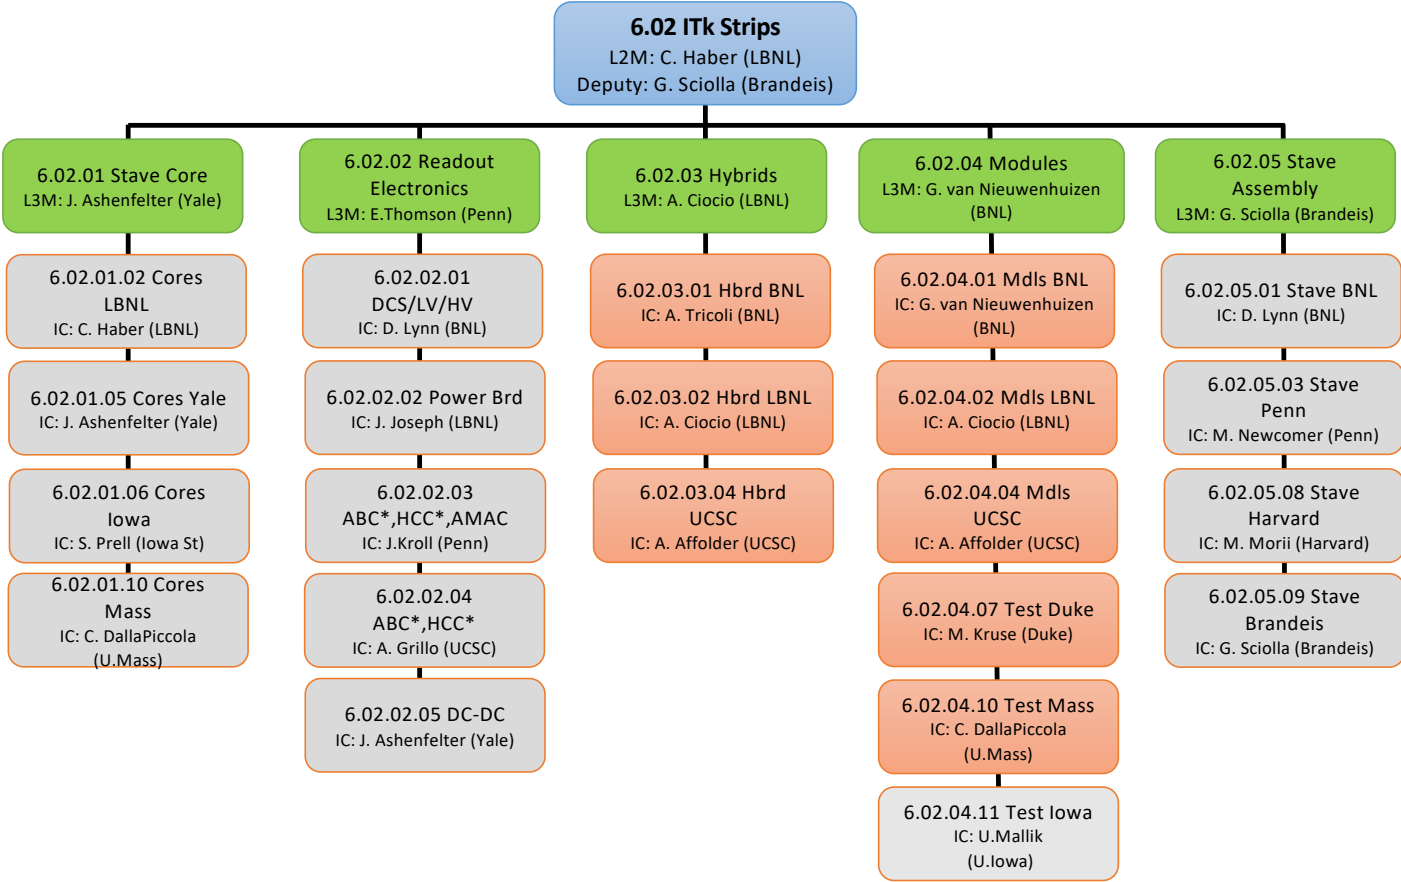 6.02 ITk Strips
L2M: C. Haber (LBNL)
Deputy: G. Sciolla (Brandeis)
6.02.01 Stave Core
L3M: J. Ashenfelter (Yale)
6.02.02 Readout
Electronics
L3M: E.Thomson (Penn)
6.02.03 Hybrids
L3M: A. Ciocio (LBNL)
6.02.04 Modules
L3M: G. van Nieuwenhuizen
(BNL)
6.02.05 Stave
Assembly
L3M: G. Sciolla (Brandeis)
6.02.01.02 Cores
LBNL
IC: C. Haber (LBNL)
6.02.01.05 Cores Yale
IC: J. Ashenfelter (Yale)
6.02.01.06 Cores
Iowa
IC: S. Prell (Iowa St)
6.02.01.10 Cores
Mass
IC: C. DallaPiccola
(U.Mass)
6.02.02.01
DCS/LV/HV
IC: D. Lynn (BNL)
6.02.02.02 Power Brd
IC: J. Joseph (LBNL)
6.02.02.03
ABC*,HCC*,AMAC
IC: J.Kroll (Penn)
6.02.02.04
ABC*,HCC*
IC: A. Grillo (UCSC)
6.02.02.05 DC-DC
IC: J. Ashenfelter (Yale)
6.02.03.01 Hbrd BNL
IC: A. Tricoli (BNL)
6.02.03.02 Hbrd LBNL
IC: A. Ciocio (LBNL)
6.02.03.04 Hbrd
UCSC
IC: A. Affolder (UCSC)
6.02.04.01 Mdls BNL
IC: G. van Nieuwenhuizen
(BNL)
6.02.04.02 Mdls LBNL
IC: A. Ciocio (LBNL)
6.02.04.04 Mdls
UCSC
IC: A. Affolder (UCSC)
6.02.04.07 Test Duke
IC: M. Kruse (Duke)
6.02.04.10 Test Mass
IC: C. DallaPiccola
(U.Mass)
6.02.04.11 Test Iowa
IC: U.Mallik
(U.Iowa)
6.02.05.01 Stave BNL
IC: D. Lynn (BNL)
6.02.05.03 Stave
Penn
IC: M. Newcomer (Penn)
6.02.05.08 Stave
Harvard
IC: M. Morii (Harvard)
6.02.05.09 Stave
Brandeis
IC: G. Sciolla (Brandeis)